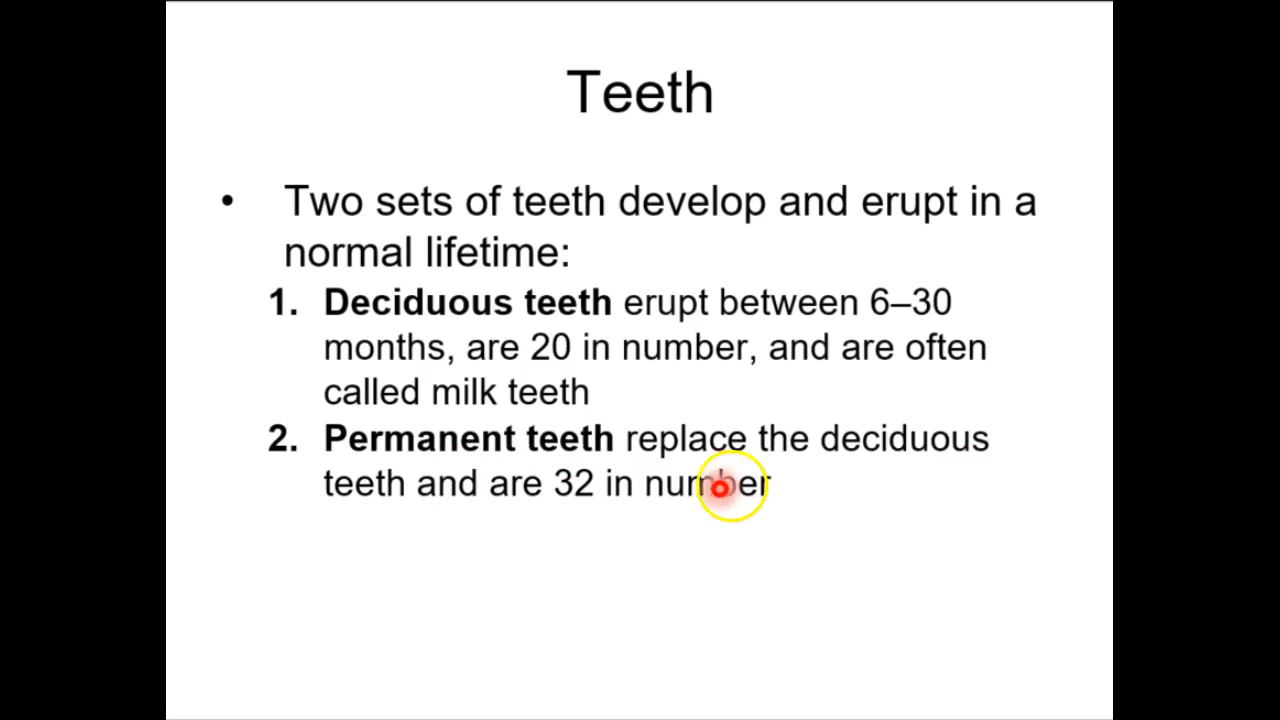 Teeth
• Two sets of teeth develop and erupt in a
normal lifetime:
1. Deciduous teeth erupt between 6–30
months, are 20 in number, and are often
called milk teeth
2. Permanent teeth replace the deciduous
teeth and are 32 in number